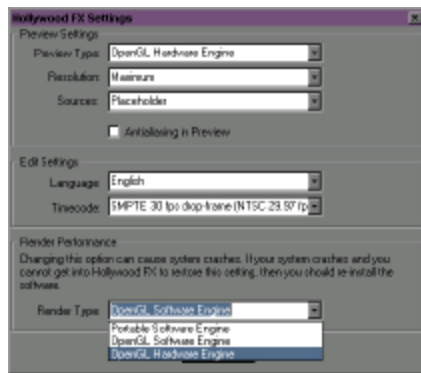 Hollywood FX Settings
Preview Settings
Preview Type: OpenGL Hardware Engine
Resolution: Maximum
Sources: Placeholder
Antialiasing in Preview
Edit Settings
Language: English
Timecode: SMPTE 30 fps drop-frame (NTSC 29.97 fp
Render Performance
Changing this option can cause system crashes. If your system crashes and you
cannot get into Hollywood FX to restore this setting, then you should re-install the
software.
Render Type: OpenGL Software Engine
Portable Software Engine
OpenGL Software Engine
OpenGL Hardware Engine